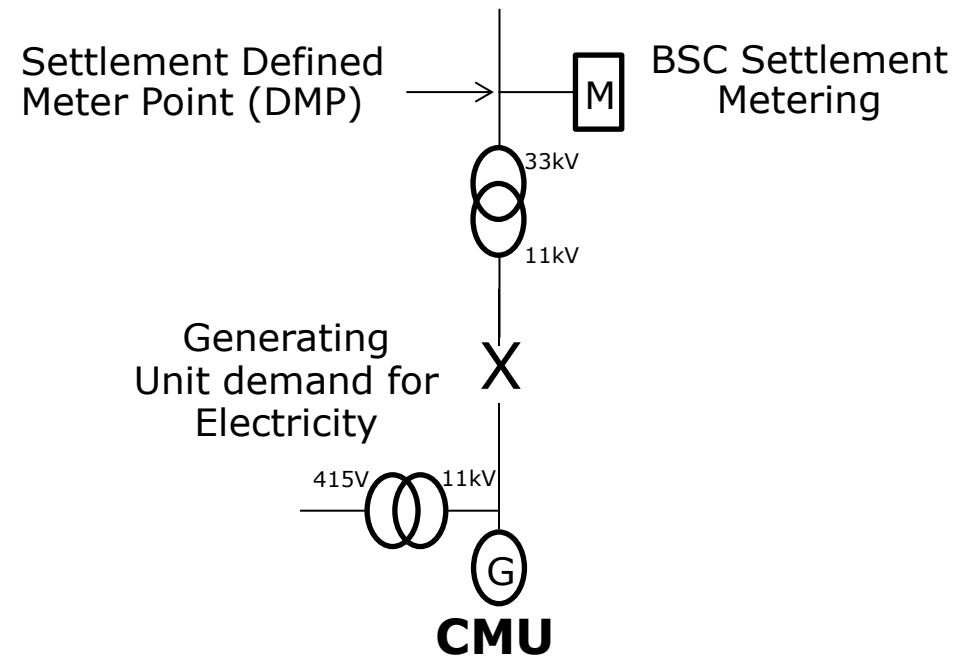 Settlement Defined
Meter Point (DMP)
M
BSC Settlement
Metering
33kV
11kV
Generating
Unit demand for
Electricity
X
415V
11kV
G
CMU